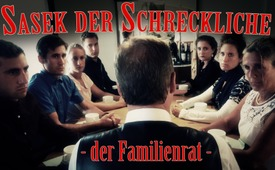 SASEK DER SCHRECKLICHE
- der Familienrat -